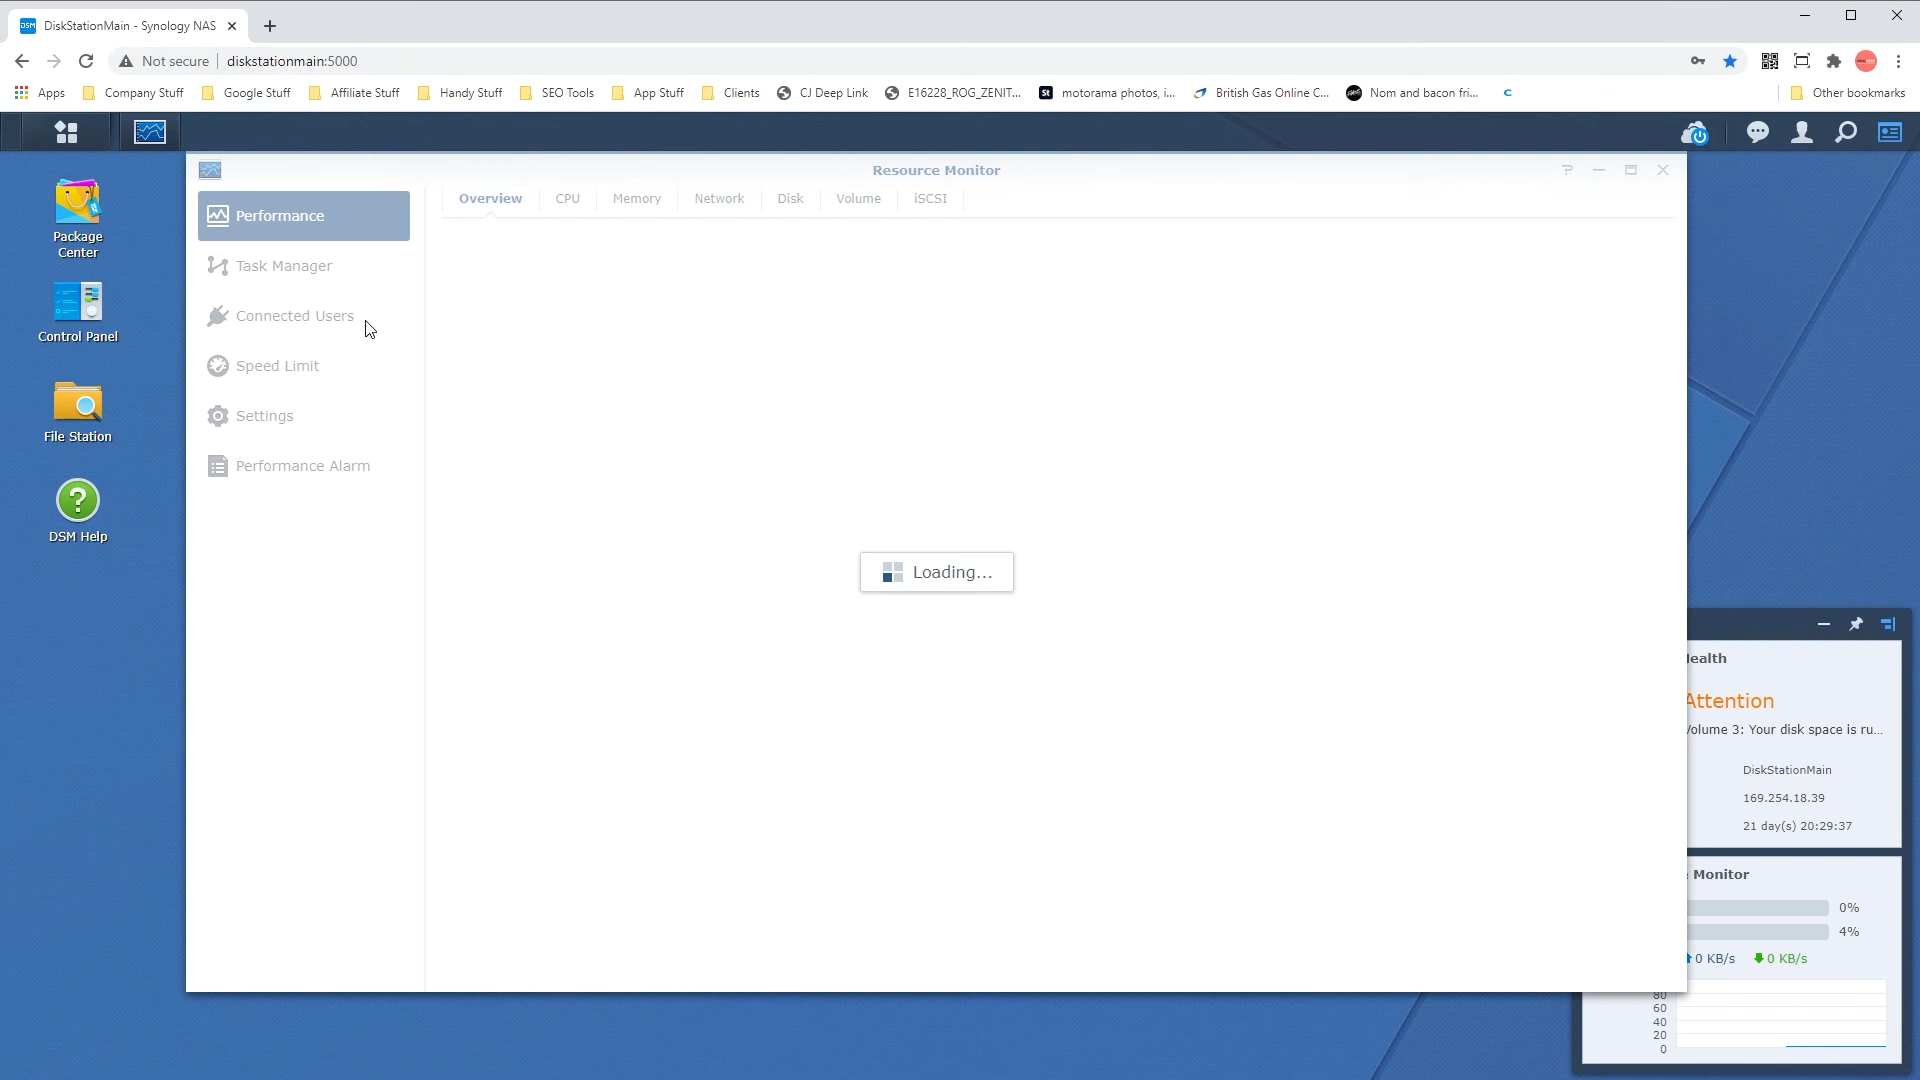 DiskStationMain - Synology NAS
Not secure
diskstationmain:5000
Apps
Company Stuff
Google Stuff
Affiliate Stuff
Handy Stuff
SEO Tools
App Stuff
Clients
CJ Deep Link
E16228_ROG_ZENIT...
motorama photos, i...
British Gas Online C...
Nom and bacon fri...
Other bookmarks
Resource Monitor
Package
Center
Control Panel
File Station
DSM Help
Performance
Task Manager
Connected Users
Speed Limit
Settings
Performance Alarm
Overview
CPU
Memory
Network
Disk
Volume
iSCSI
Loading...
Health
Attention
Volume 3: Your disk space is ru...
DiskStationMain
169.254.18.39
21 day(s) 20:29:37
Monitor
0%
4%
0 KB/s
0 KB/s
80
60
40
20
0